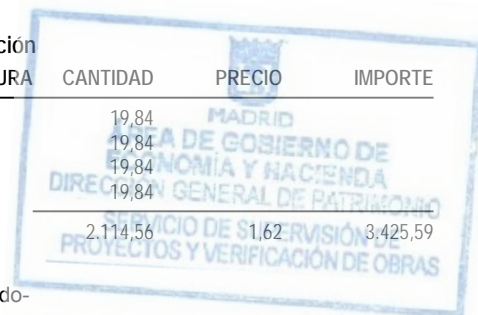 ción
URA CANTIDAD PRECIO IMPORTE
19,84
19,84
19,84
19,84
2.114,56 1,62 3.425,59
do-
MADRID
ÁREA DE GOBIERNO DE
ECONOMÍA Y HACIENDA
DIRECCIÓN GENERAL DE PATRIMONIO
SERVICIO DE SUPERVISIÓN DE
PROYECTOS Y VERIFICACIÓN DE OBRAS